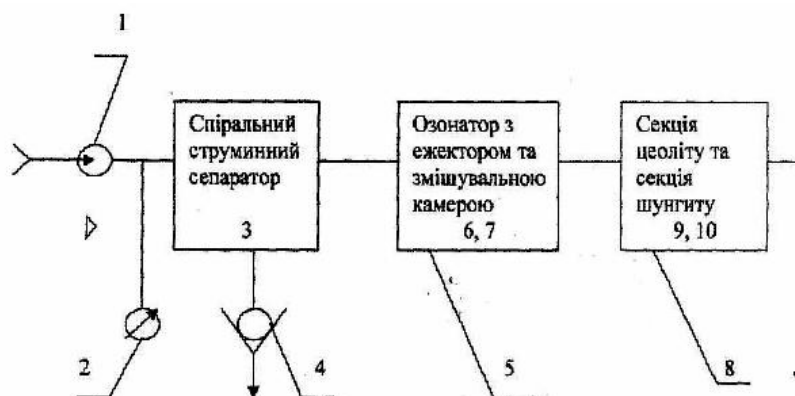 1
Спіральний
струминний
сепаратор
3
Озонатор з
ежектором та
змішувальною
камерою
6, 7
Секція
цеоліту та
секція
шунгиту
9, 10
2
4
5
8